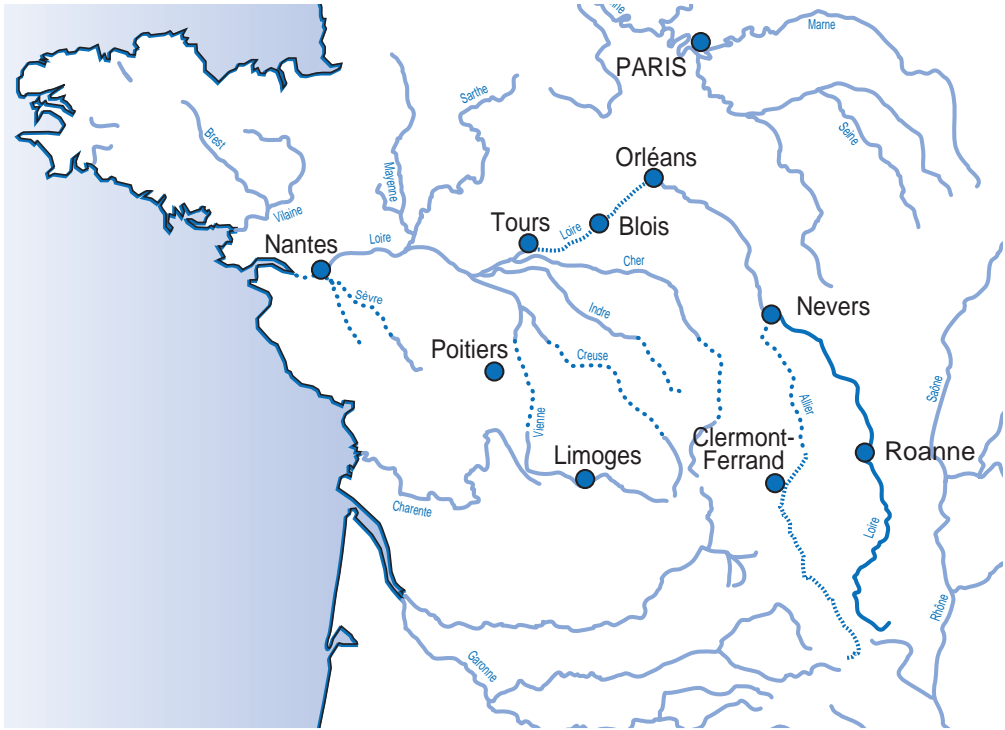 Marne
PARIS
Sarthe
Seine
Brest
Orléans
Mayenne
Vilaine
Tours
Loire
Blois
Nantes
Loire
Cher
Sèvre
Indre
Nevers
Poitiers
Creuse
Saône
Allier
Vienne
Clermont-
Ferrand
Limoges
Roanne
Charente
Loire
Rhône
Garonne